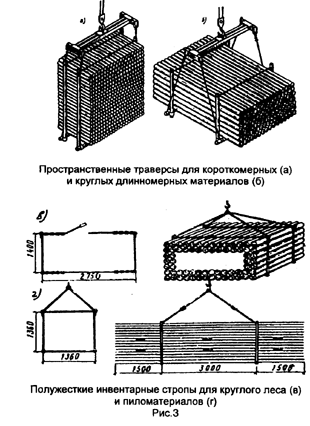 а)
б)
Пространственные траверсы для короткомерных (а)
и круглых длинномерных материалов (б)
в)
1400
2750
г)
1360
1360
1500
3000
1500
Полужесткие инвентарные стропы для круглого леса (в)
и пиломатериалов (г)
Рис.3